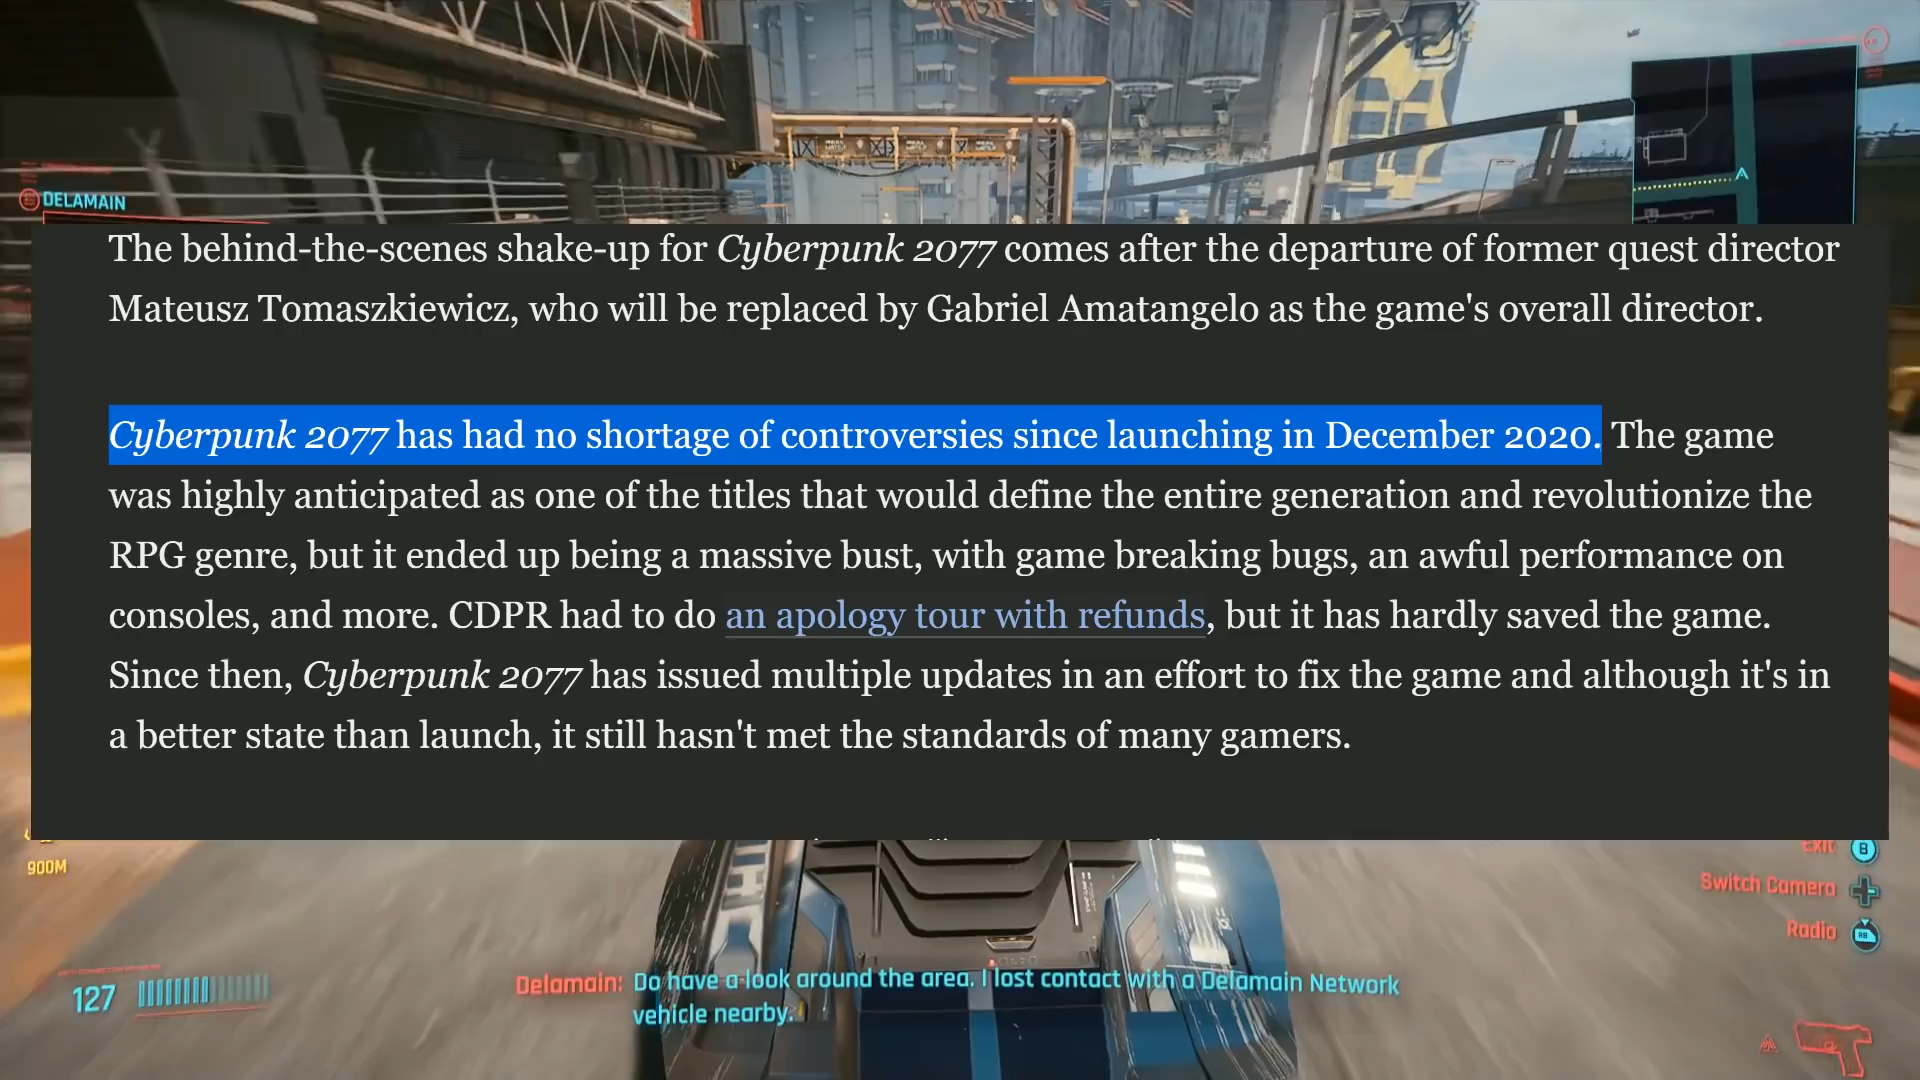 DELAMAIN
The behind-the-scenes shake-up for Cyberpunk 2077 comes after the departure of former quest director
Mateusz Tomaszkiewicz, who will be replaced by Gabriel Amatangelo as the game's overall director.
Cyberpunk 2077 has had no shortage of controversies since launching in December 2020. The game
was highly anticipated as one of the titles that would define the entire generation and revolutionize the
RPG genre, but it ended up being a massive bust, with game breaking bugs, an awful performance on
consoles, and more. CDPR had to do an apology tour with refunds, but it has hardly saved the game.
Since then, Cyberpunk 2077 has issued multiple updates in an effort to fix the game and although it's in
a better state than launch, it still hasn't met the standards of many gamers.
900M
Exit B
Switch Camera
Radio RB
127
Delamain: Do have a look around the area. I lost contact with a Delamain Network
vehicle nearby.